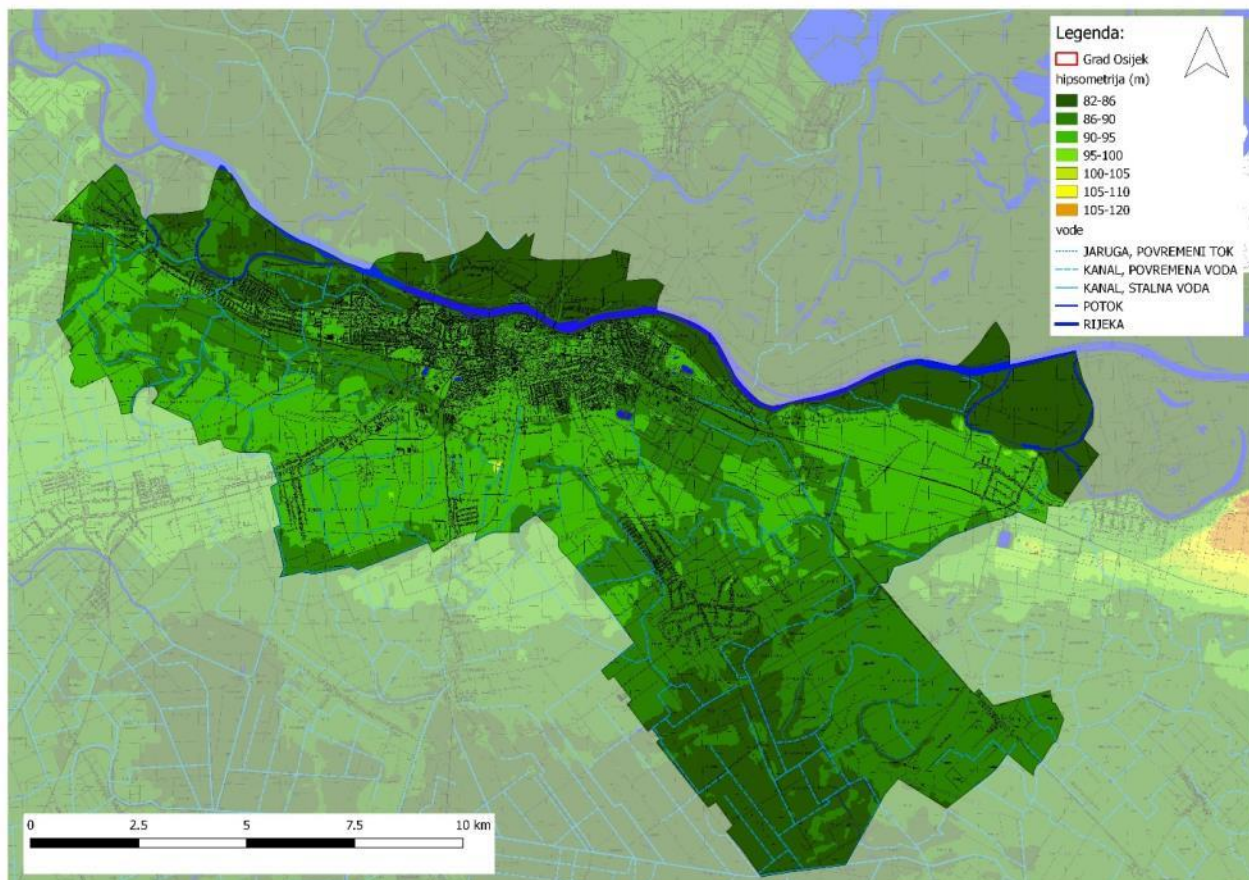 Legenda:
Grad Osijek
hipsometrija (m)
82-86
86-90
90-95
95-100
100-105
105-110
105-120
vode
JARUGA, POVREMENI TOK
KANAL, POVREMENA VODA
KANAL, STALNA VODA
POTOK
RIJEKA
0 2.5 5 7.5 10 km